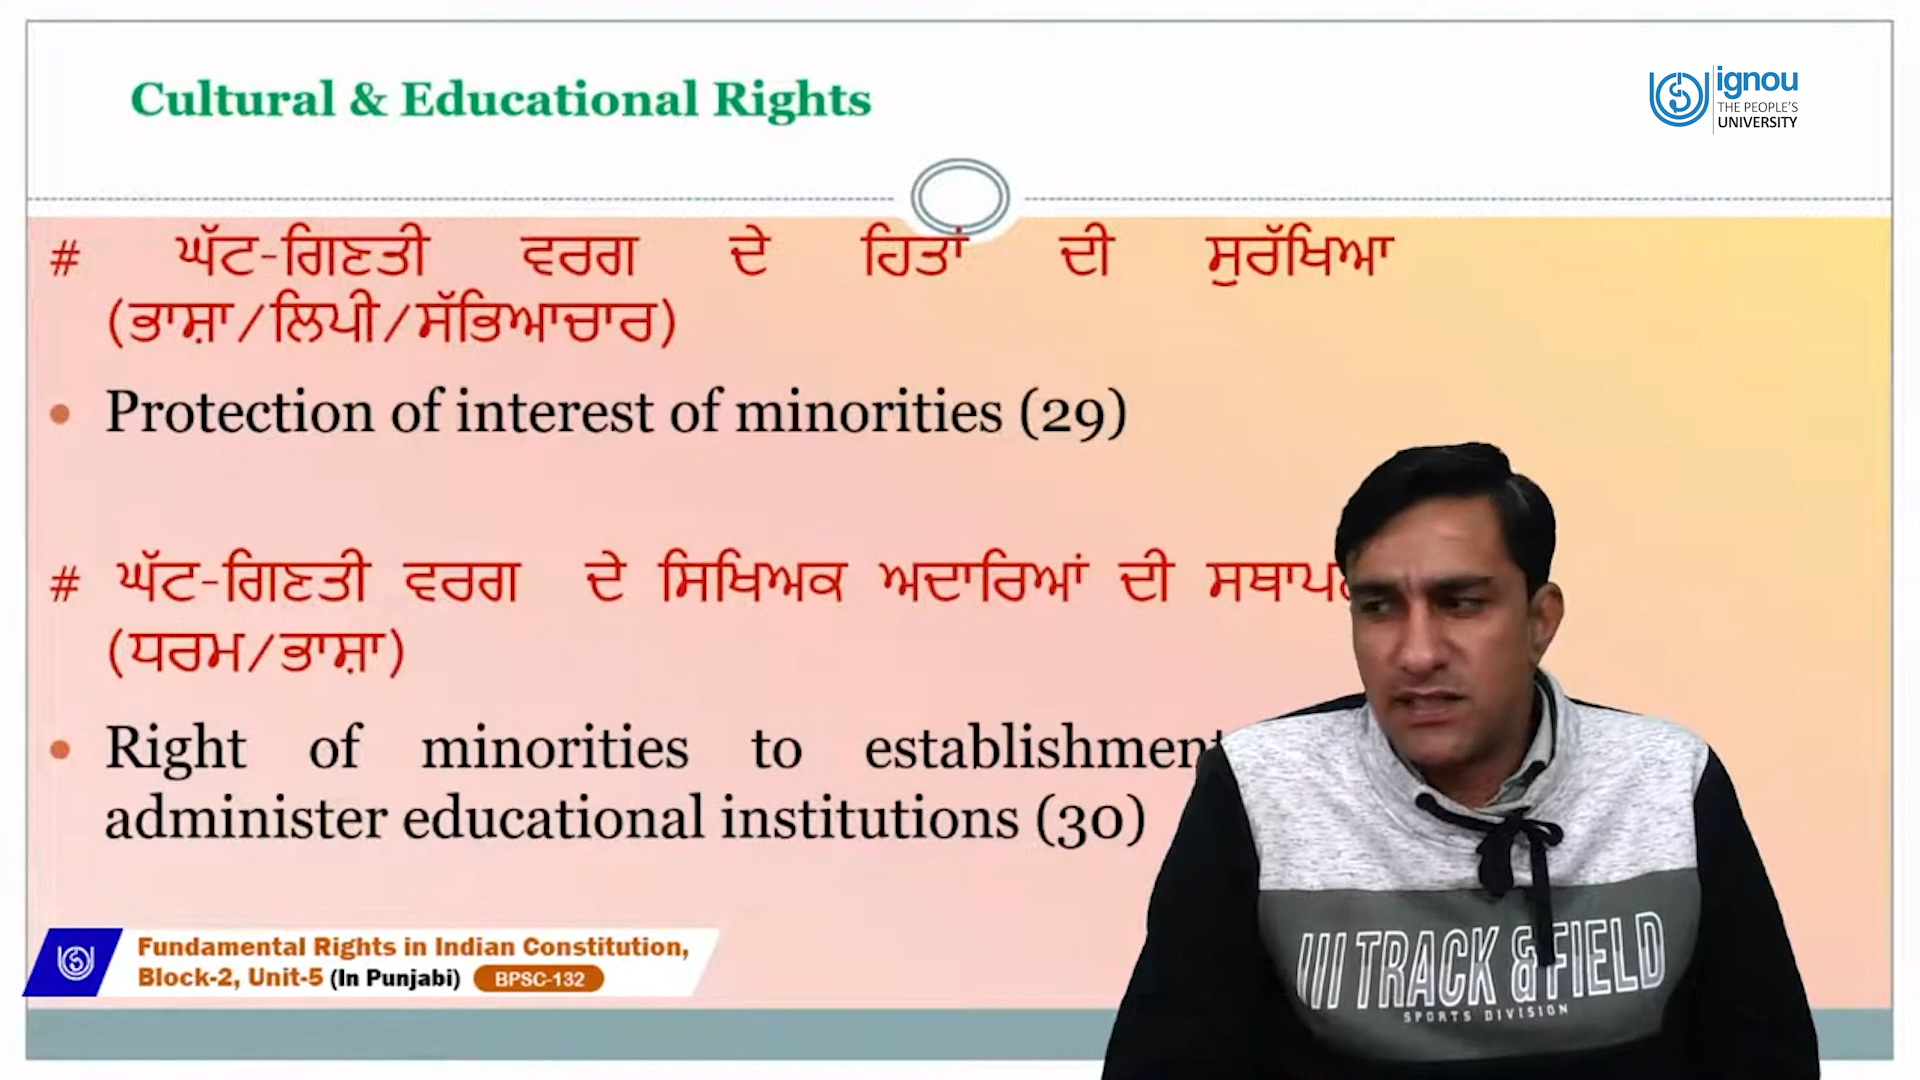 Cultural & Educational Rights
ignou
THE PEOPLE'S
UNIVERSITY
# ਘੱਟ-ਗਿਣਤੀ ਵਰਗ ਦੇ ਹਿਤਾਂ ਦੀ ਸੁਰੱਖਿਆ
(ਭਾਸ਼ਾ/ਲਿਪੀ/ਸੱਭਿਆਚਾਰ)
• Protection of interest of minorities (29)
# ਘੱਟ-ਗਿਣਤੀ ਵਰਗ ਦੇ ਸਿਖਿਅਕ ਅਦਾਰਿਆਂ ਦੀ
(ਧਰਮ/ਭਾਸ਼ਾ)
• Right of minorities to establishment
administer educational institutions (30)
Fundamental Rights in Indian Constitution,
Block-2, Unit-5 (In Punjabi) BPSC-132
III TRACK & FIELD
SPORTS DIVISION